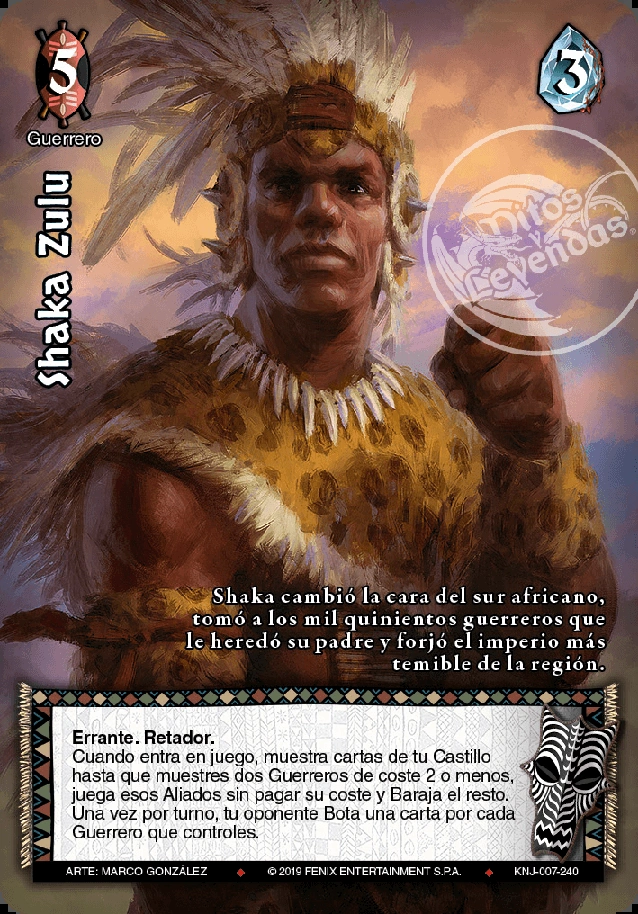 5
3
Guerrero
Shaka Zulu
Mitos
y
Leyendas®
Shaka cambió la cara del sur africano,
tomó a los mil quinientos guerreros que
le heredó su padre y forjó el imperio más
temible de la región.
Errante. Retador.
Cuando entra en juego, muestra cartas de tu Castillo
hasta que muestres dos Guerreros de coste 2 o menos,
juega esos Aliados sin pagar su coste y Baraja el resto.
Una vez por turno, tu oponente Bota una carta por cada
Guerrero que controles.
ARTE: MARCO GONZÁLEZ ♦ © 2019 FENIX ENTERTAINMENT S.P.A. ♦ KNJ-007-240